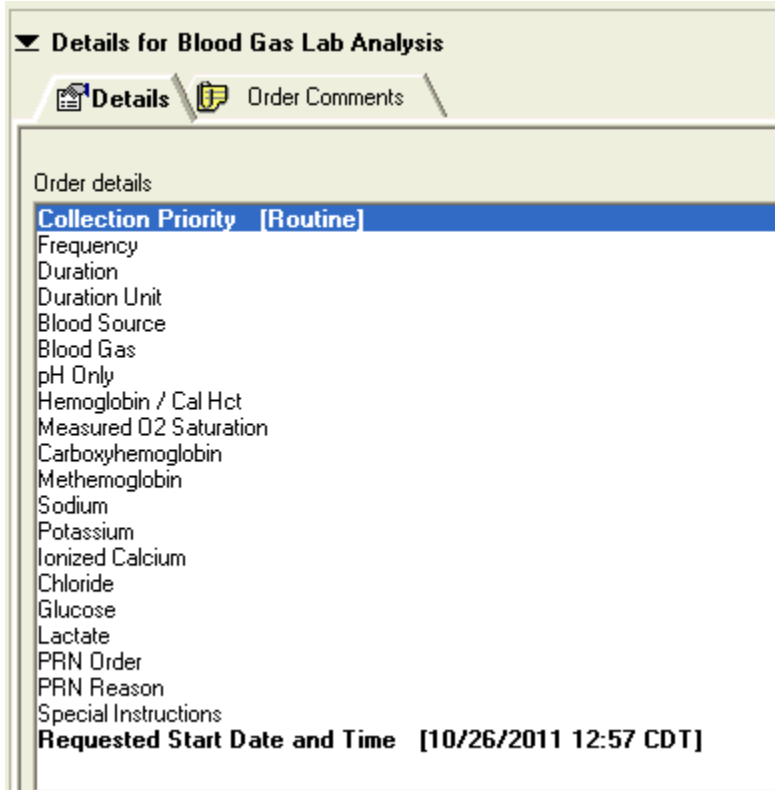 Details for Blood Gas Lab Analysis
Details Order Comments
Order details
Collection Priority [Routine]
Frequency
Duration
Duration Unit
Blood Source
Blood Gas
pH Only
Hemoglobin / Cal Hct
Measured O2 Saturation
Carboxyhemoglobin
Methemoglobin
Sodium
Potassium
Ionized Calcium
Chloride
Glucose
Lactate
PRN Order
PRN Reason
Special Instructions
Requested Start Date and Time [10/26/2011 12:57 CDT]